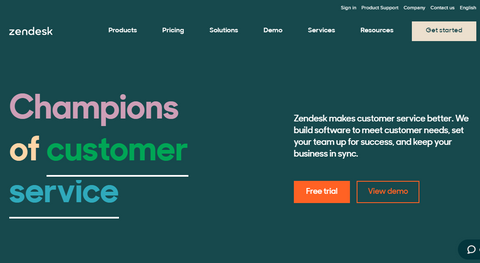 Sign in Product Support Company Contact us English
zendesk Products Pricing Solutions Demo Services Resources Get started
Champions
of customer
service
Zendesk makes customer service better. We
build software to meet customer needs, set
your team up for success, and keep your
business in sync.
Free trial View demo